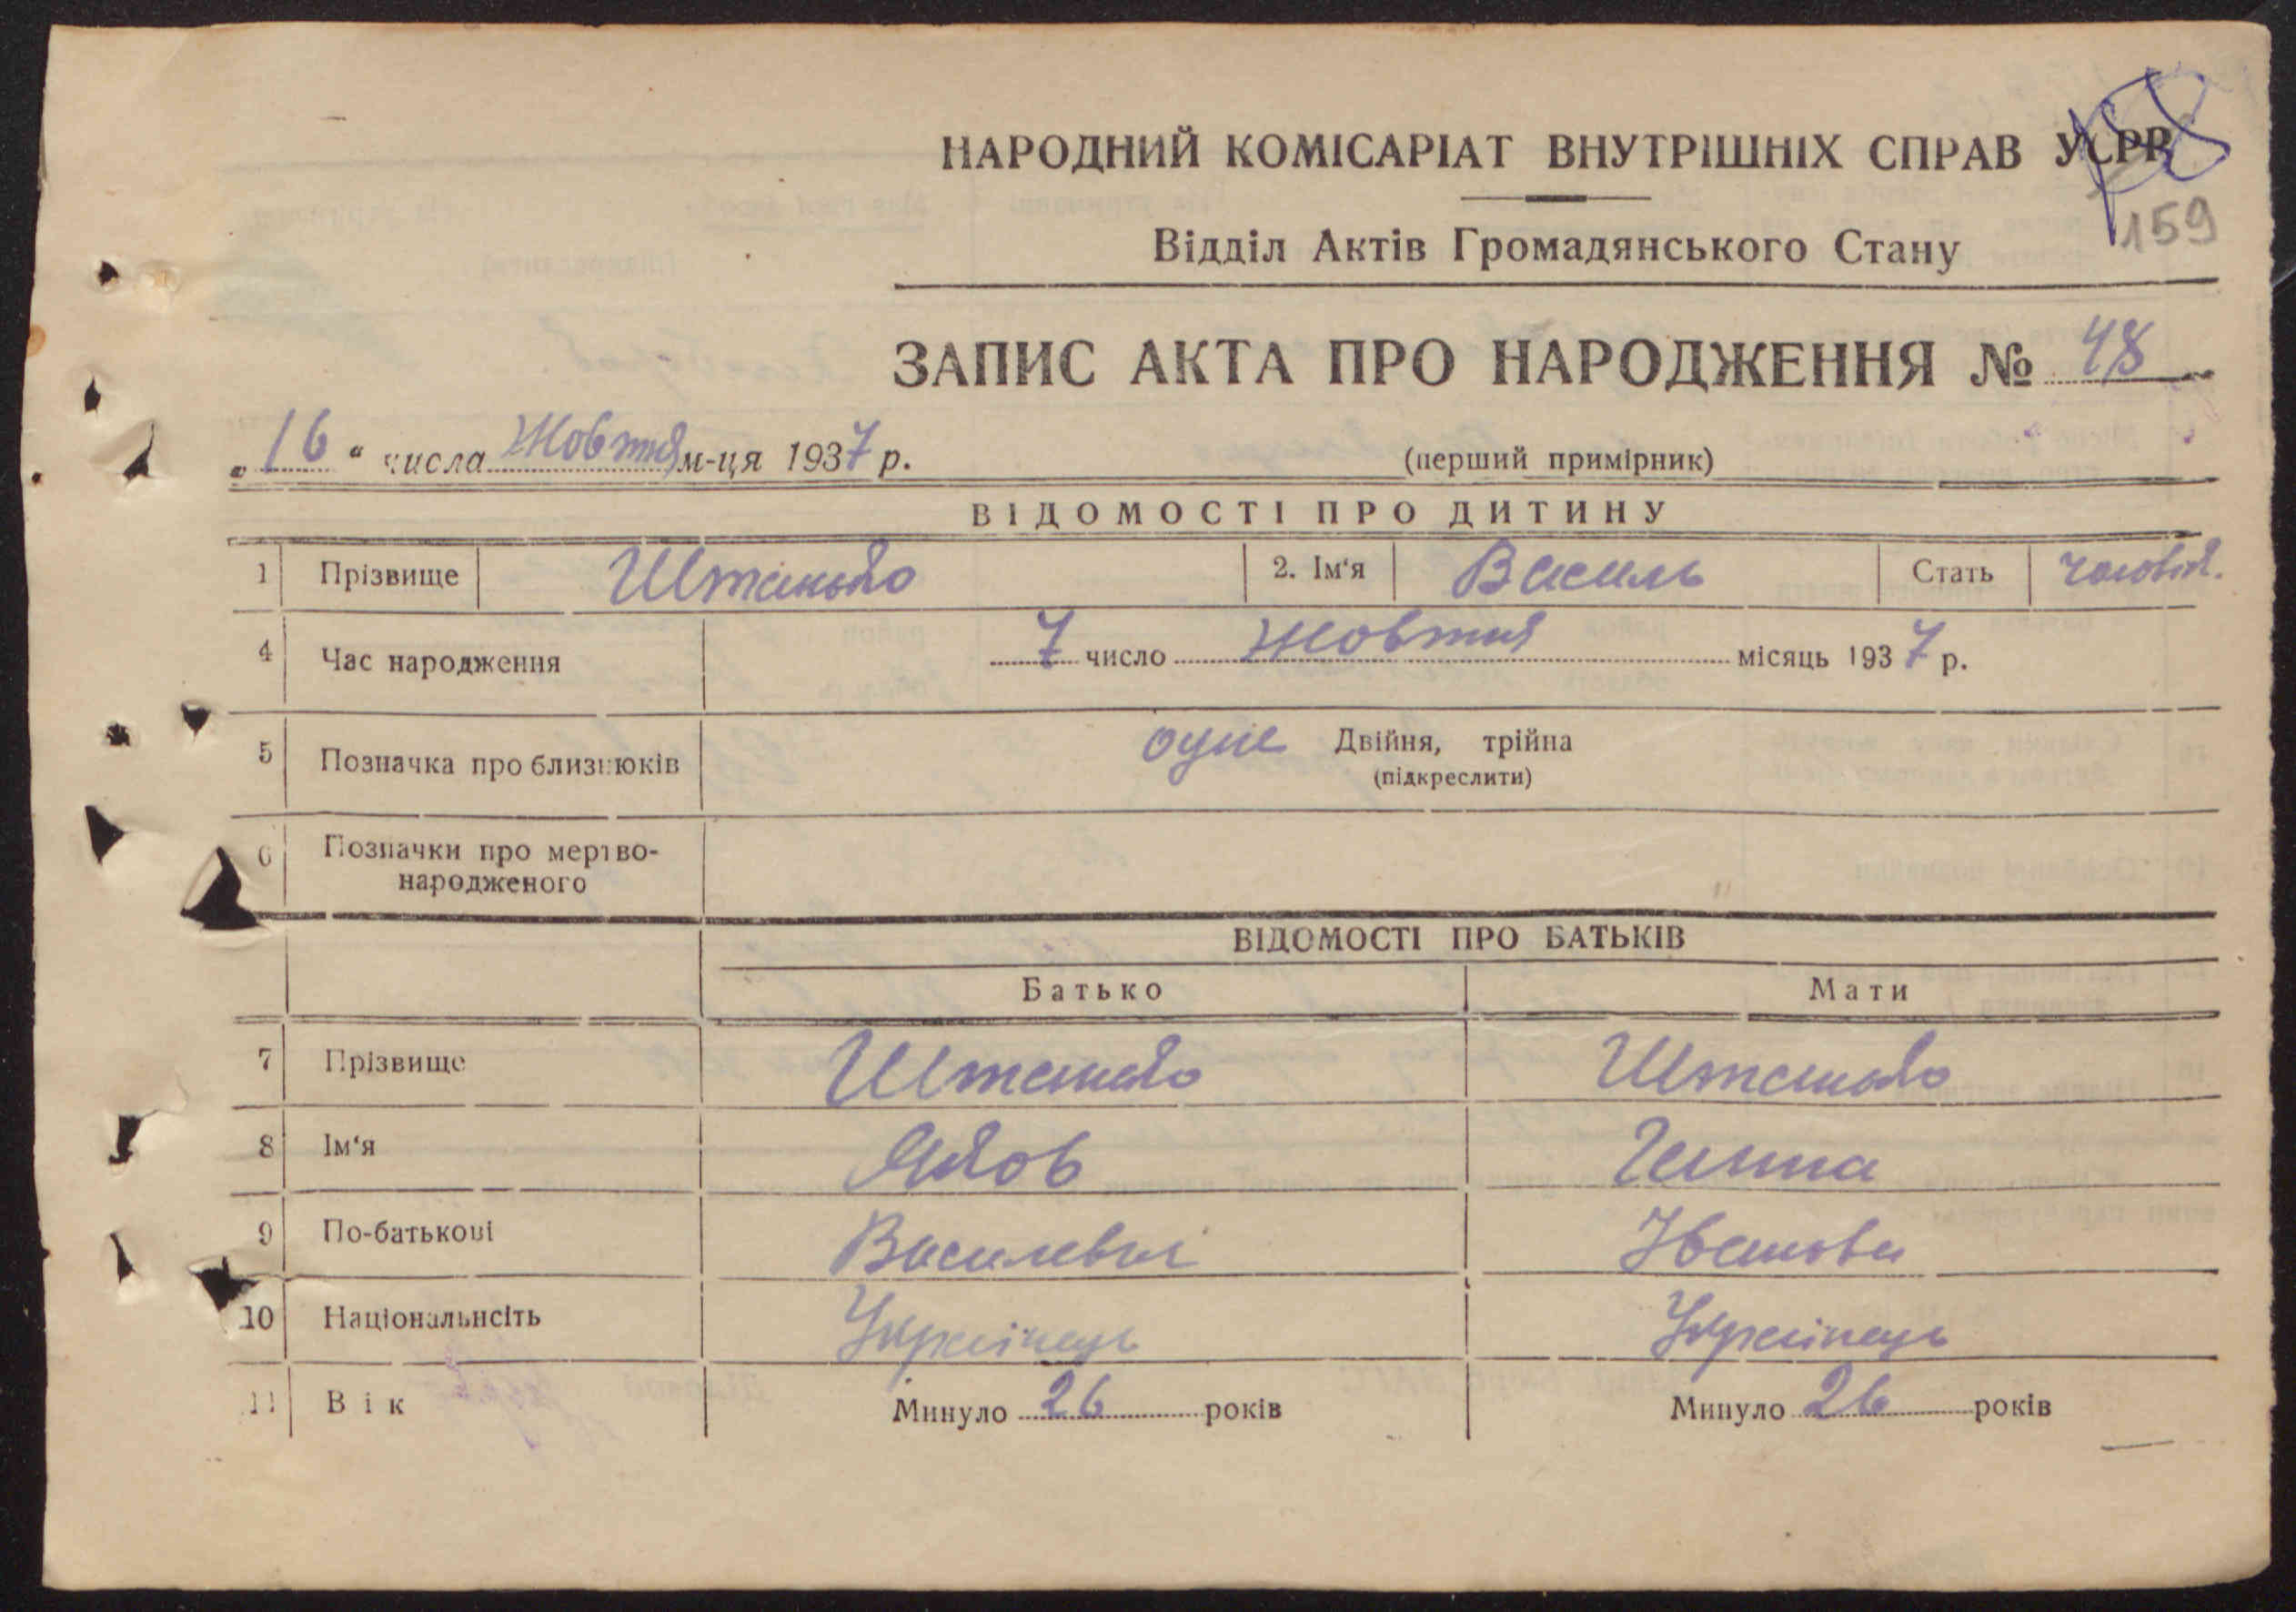 НАРОДНИЙ КОМІСАРІАТ ВНУТРІШНІХ СПРАВ УСРР
159
Відділ Актів Громадянського Стану
ЗАПИС АКТА ПРО НАРОДЖЕННЯ № 48
„16“ числа Жовтня м-ця 1937 р.
(перший примірник)
ВІДОМОСТІ ПРО ДИТИНУ
1 Прізвище Штанько 2. Ім'я Василь Стать
4 Час народження 7 число Жовтня місяць 1937 р.
5 Позначка про близнюків одне Двійня, трійна
(підкреслити)
6 Позначки про мертво-
народженого
ВІДОМОСТІ ПРО БАТЬКІВ
Батько Мати
7 Прізвище Штанько Штанько
8 Ім'я Яков Ганна
9 По-батькові Василевич Іванова
10 Національнсіть Українець Українець
11 Вік Минуло 26 років Минуло 26 років